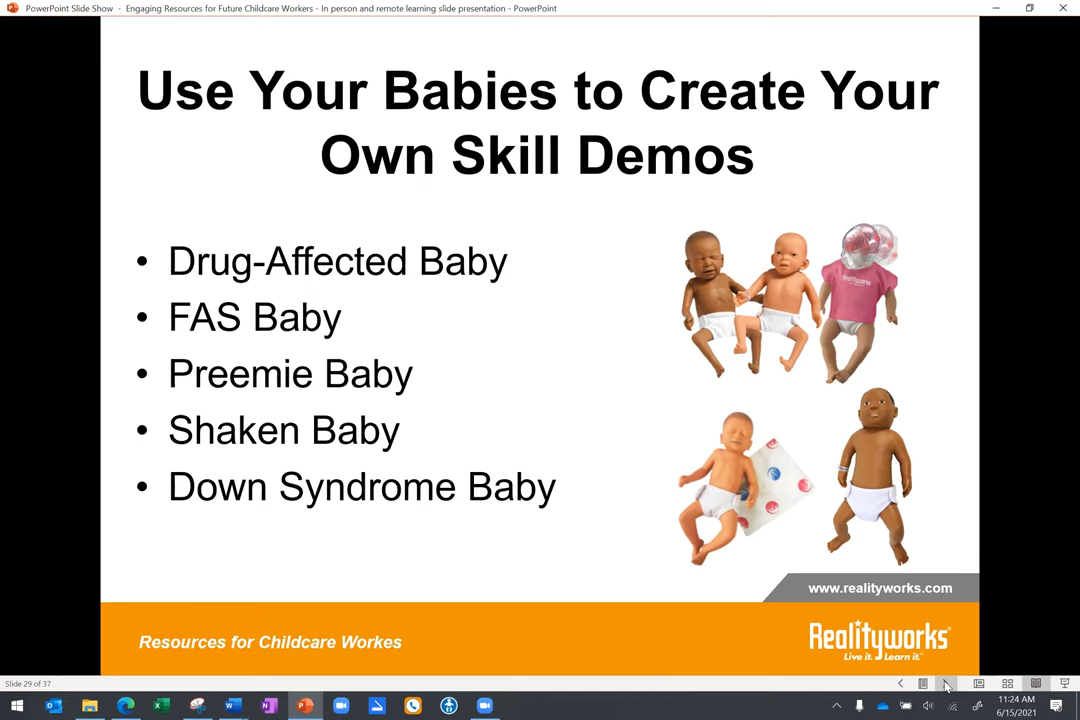 PowerPoint Slide Show - Engaging Resources for Future Childcare Workers - In person and remote learning slide presentation - PowerPoint
Use Your Babies to Create Your
Own Skill Demos
• Drug-Affected Baby
• FAS Baby
• Preemie Baby
• Shaken Baby
• Down Syndrome Baby
Realityworks
www.realityworks.com
Resources for Childcare Workes
Realityworks®
Live it. Learn it.™
Slide 29 of 37
11:24 AM
6/15/2021